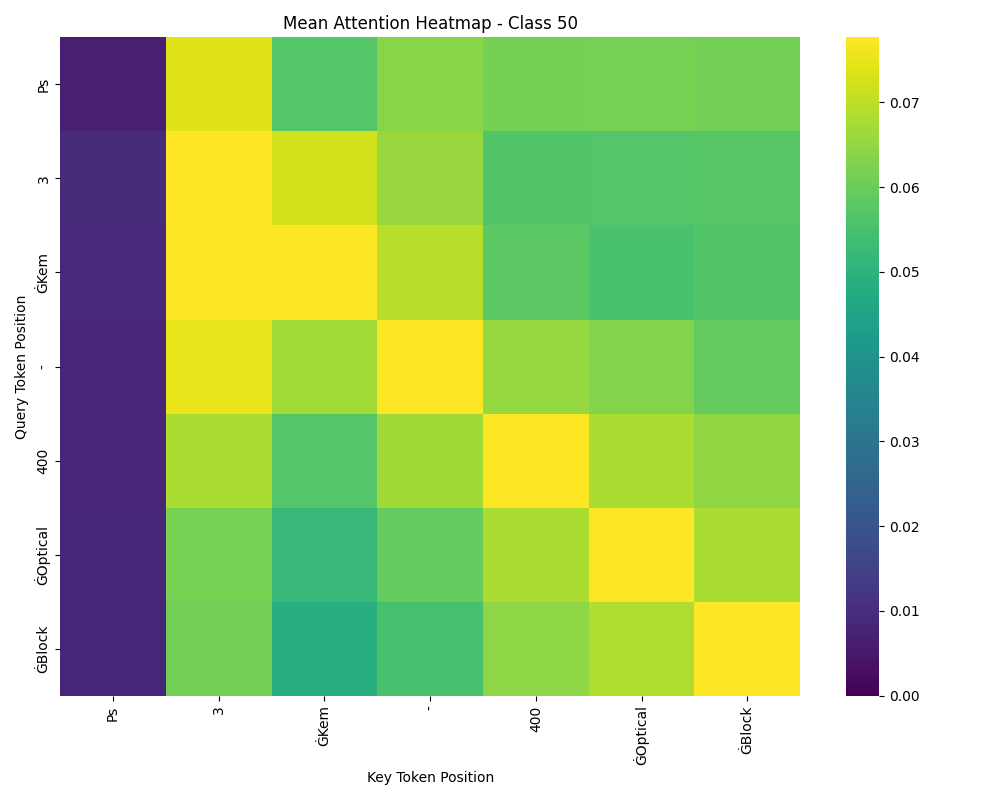 Mean Attention Heatmap - Class 50
Query Token Position
Ps
3
ĠKem
-
400
ĠOptical
ĠBlock
Ps
3
ĠKem
-
400
ĠOptical
ĠBlock
Key Token Position
0.07
0.06
0.05
0.04
0.03
0.02
0.01
0.00